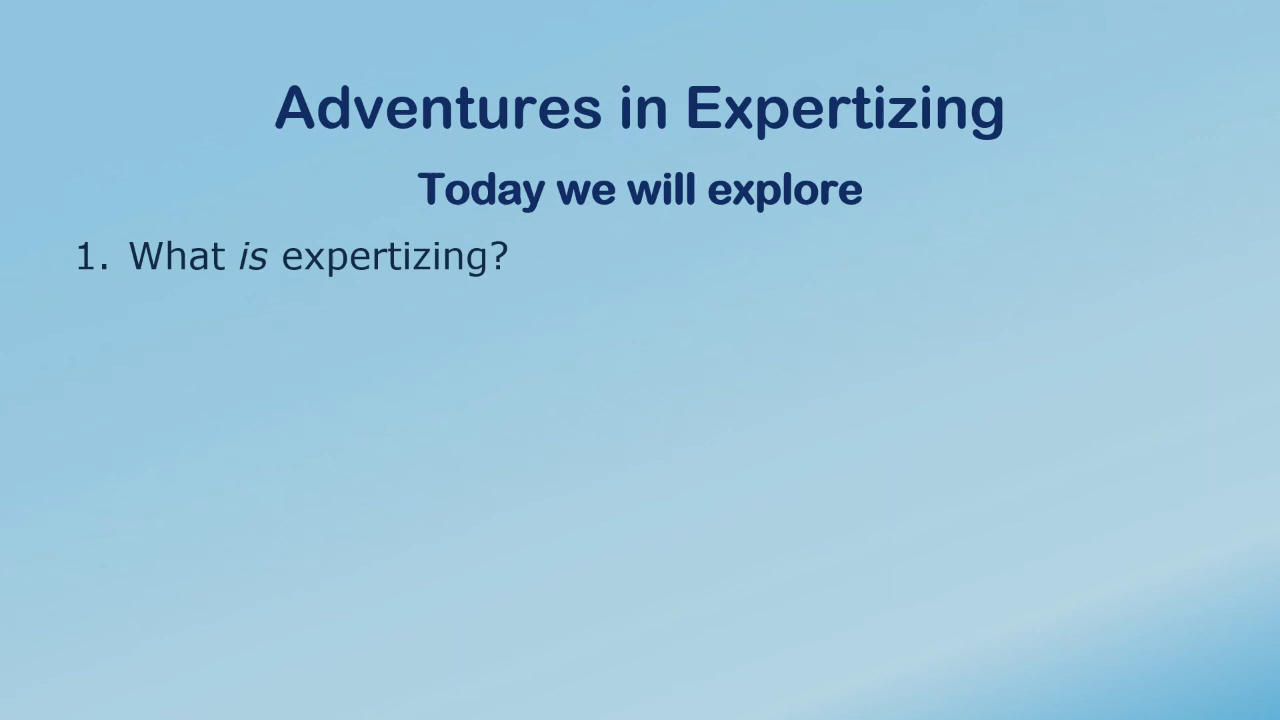 Adventures in Expertizing
Today we will explore
1. What is expertizing?